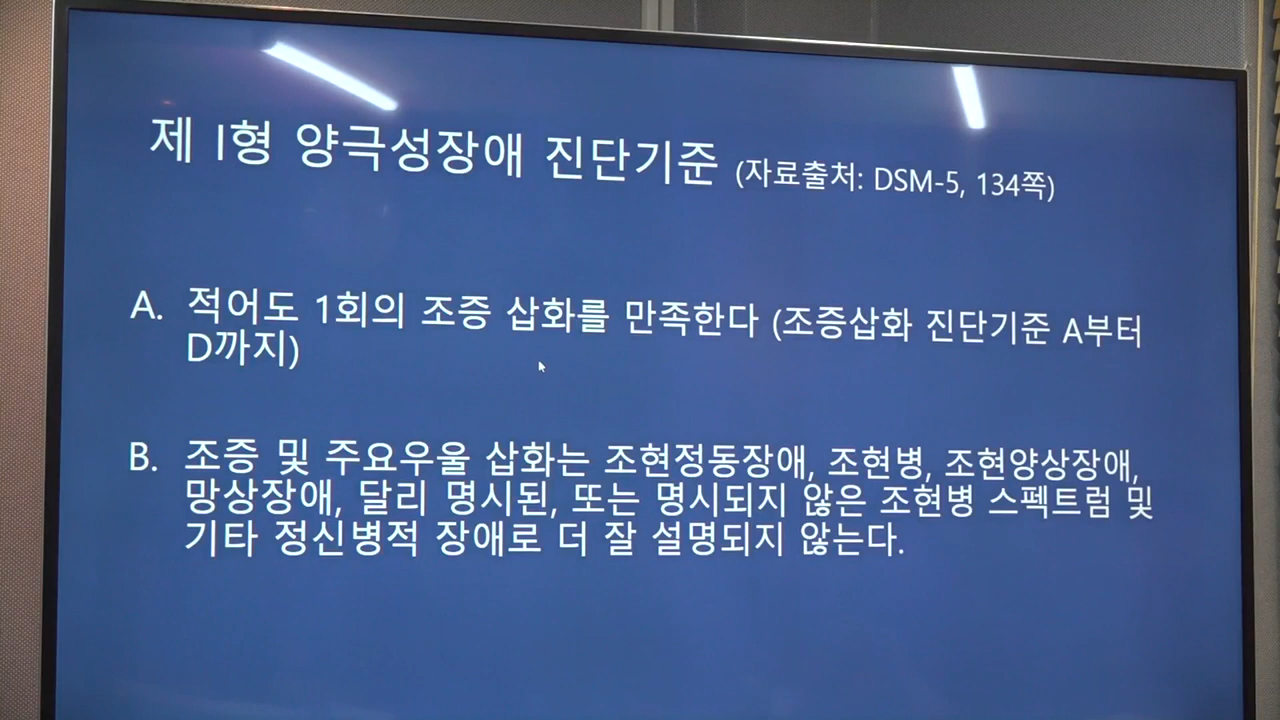 제 I형 양극성장애 진단기준 (자료출처: DSM-5, 134쪽)
A. 적어도 1회의 조증 삽화를 만족한다 (조증삽화 진단기준 A부터
D까지)
B. 조증 및 주요우울 삽화는 조현정동장애, 조현병, 조현양상장애,
망상장애, 달리 명시된, 또는 명시되지 않은 조현병 스펙트럼 및
기타 정신병적 장애로 더 잘 설명되지 않는다.